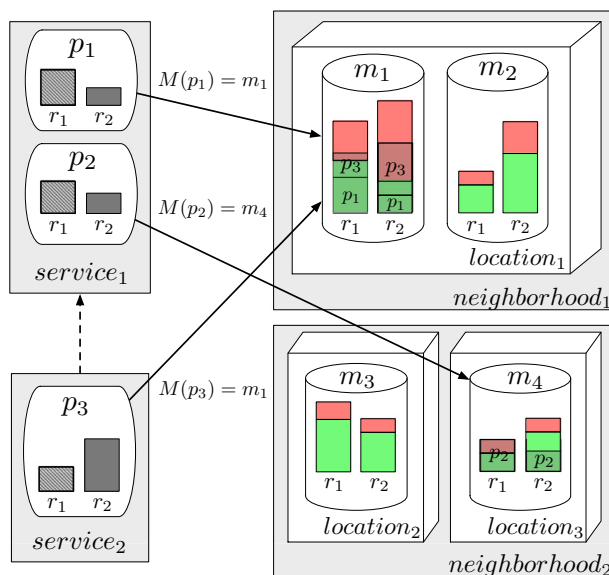 p₁
r₁ r₂
p₂
r₁ r₂
service₁
p₃
r₁ r₂
service₂
M(p₁) = m₁
M(p₂) = m₄
M(p₃) = m₁
m₁
p₃ p₃
p₁ p₁
r₁ r₂
m₂
r₁ r₂
location₁
neighborhood₁
m₃
r₁ r₂
location₂
m₄
p₂ p₂
r₁ r₂
location₃
neighborhood₂